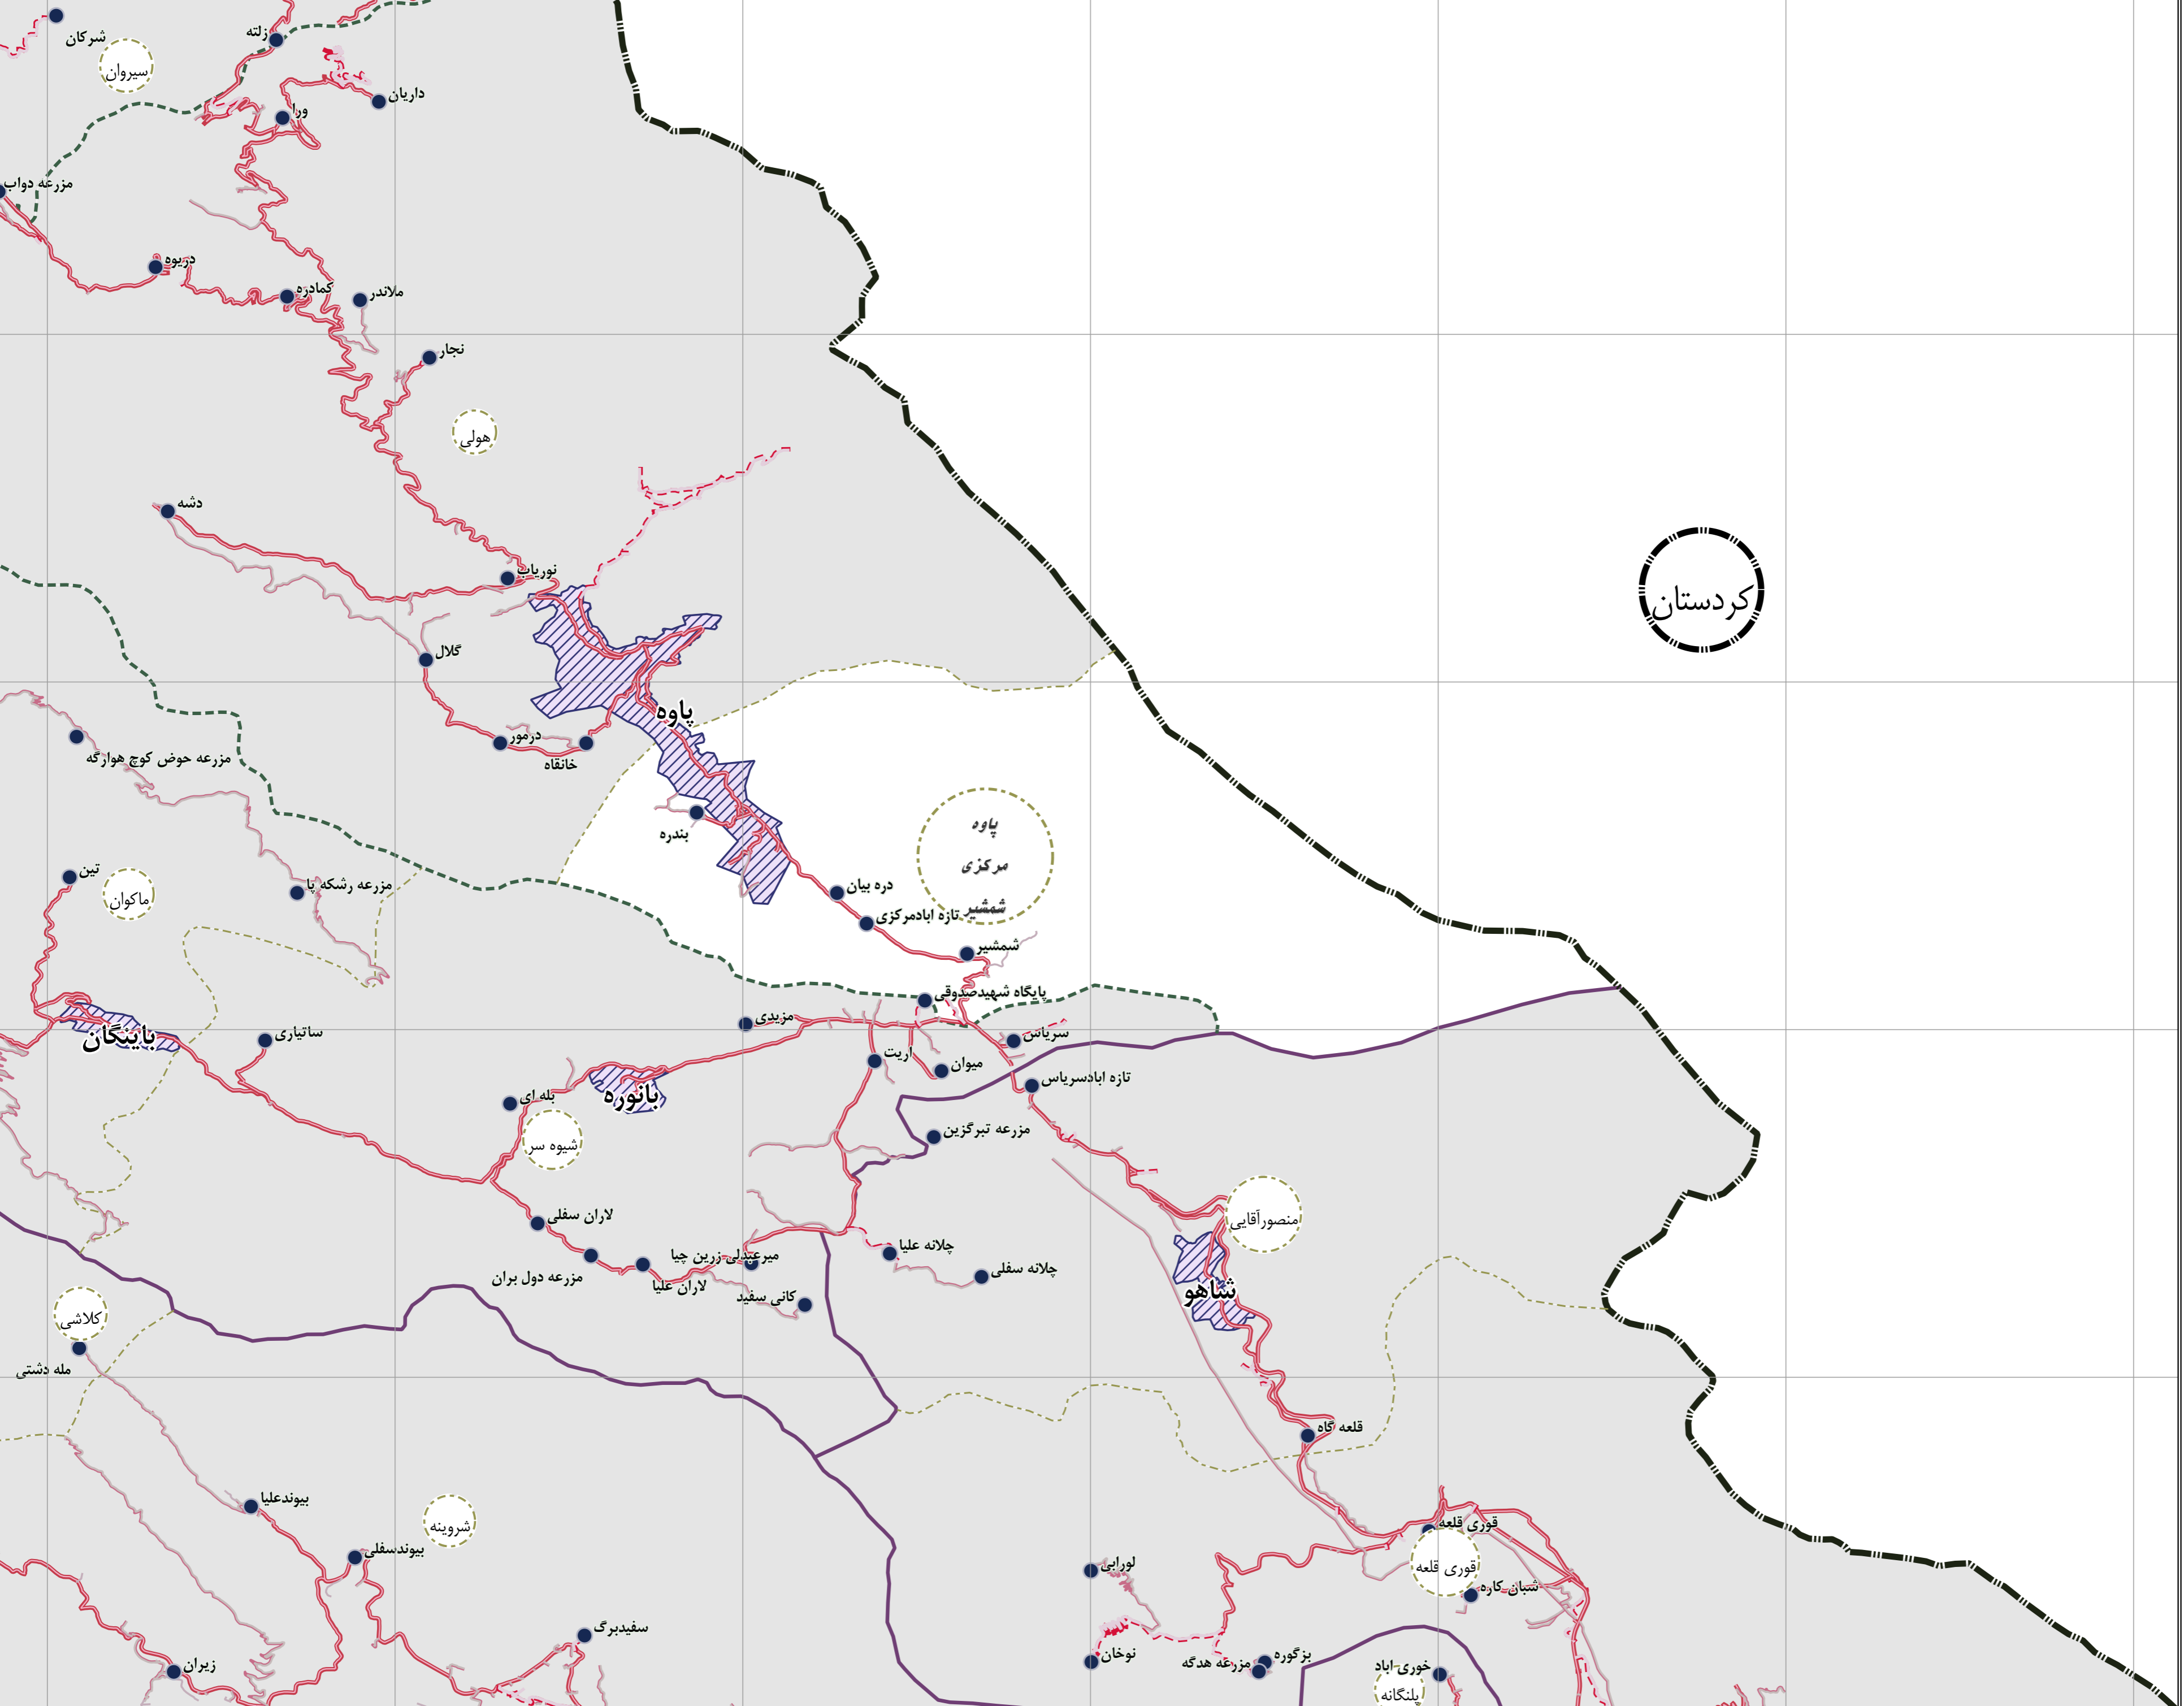 شرکان
زلته
سیروان
داریان
ورا
مزرعه دواب
دریوه
کمادره
ملاندر
نجار
هولی
دشه
نوریاب
کردستان
گلال
پاوه
درمور
خانقاه
مزرعه حوض کوچ هوارگه
بندره
پاوه
مرکزی
شمشیر
تین
ماکوان
مزرعه رشکه پا
دره بیان
تازه ابادمرکزی
شمشیر
پایگاه شهیدصدوقی
مزیدی
سریاس
باینگان
ساتیاری
اریت
میوان
تازه ابادسریاس
بانوره
بله ای
شیوه سر
مزرعه تبرگزین
لاران سفلی
منصورآقایی
چلانه علیا
میرعبدلی زرین چیا
چلانه سفلی
مزرعه دول بران
لاران علیا
کانی سفید
شاهو
کلاشی
مله دشتی
قلعه گاه
بیوندعلیا
شروینه
بیوندسفلی
قوری قلعه
قوری قلعه
لورابی
شبان کاره
سفیدبرگ
نوخان
بزگوره
مزرعه هدگه
زیران
خوری اباد
پلنگانه